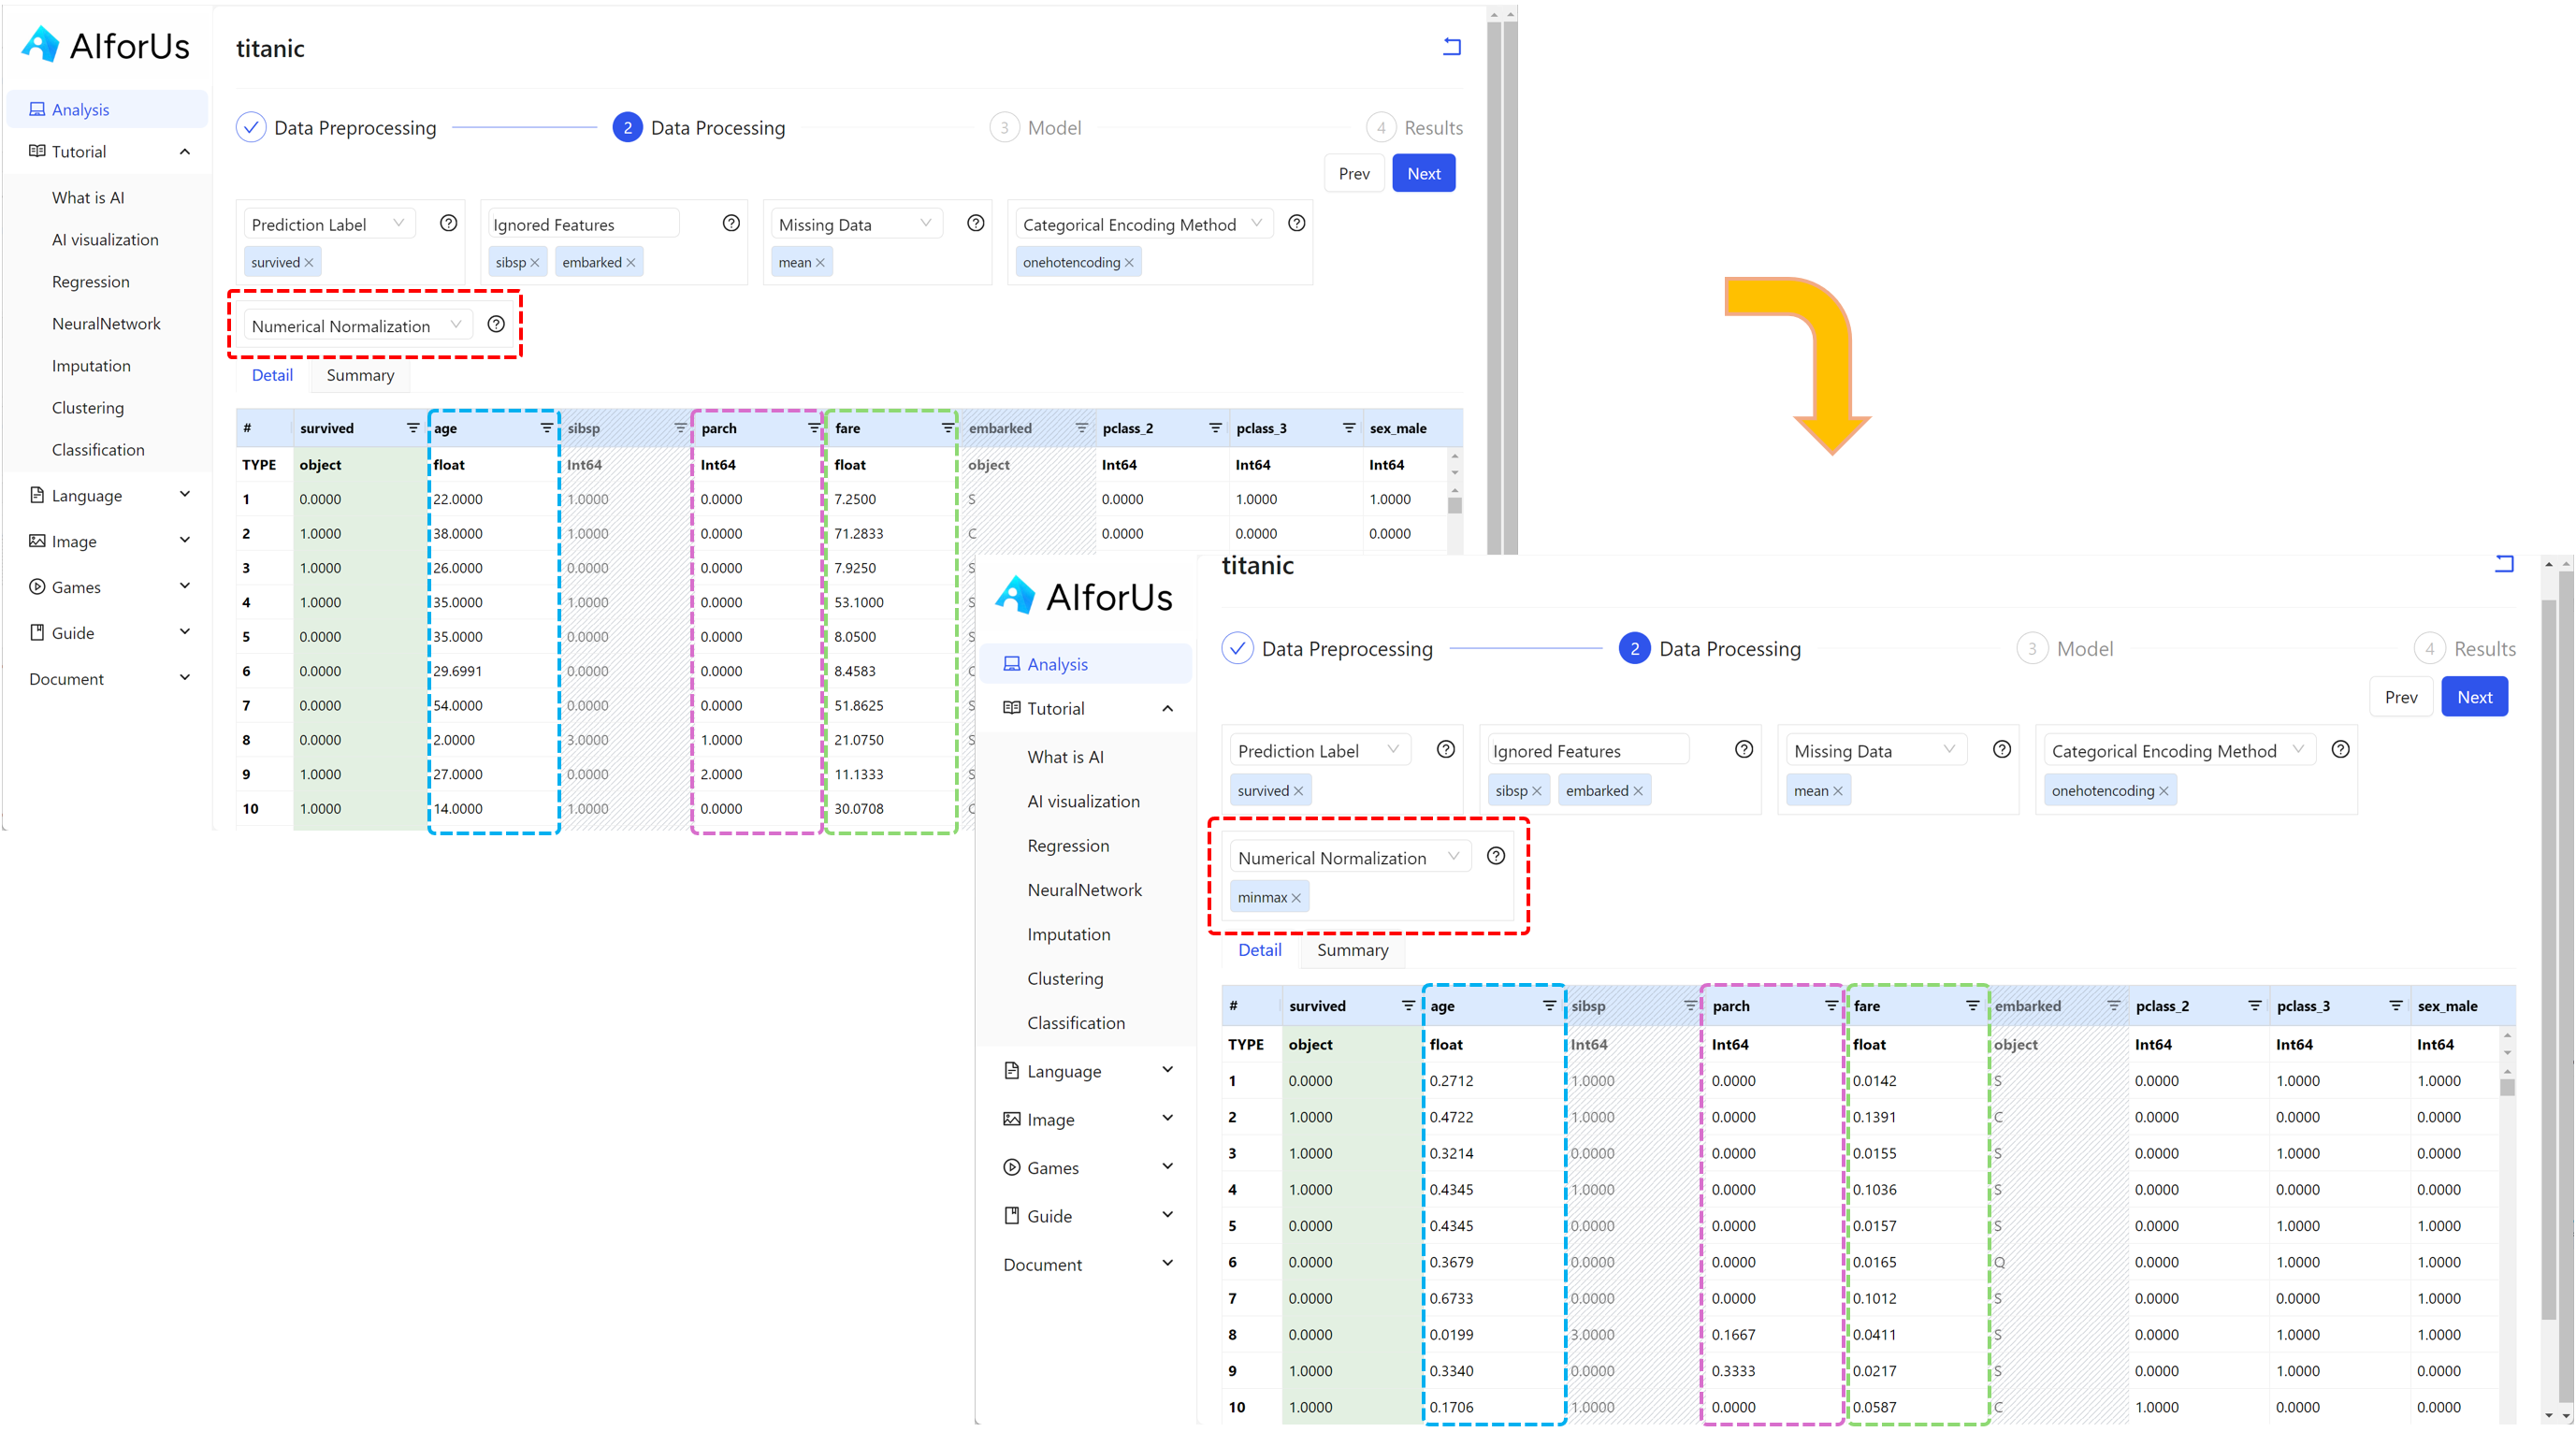 AIforUs
titanic
Analysis
Tutorial
What is AI
AI visualization
Regression
NeuralNetwork
Imputation
Clustering
Classification
Language
Image
Games
Guide
Document
Data Preprocessing 2 Data Processing 3 Model 4 Results
Prev Next
Prediction Label Ignored Features Missing Data Categorical Encoding Method
survived sibsp embarked mean onehotencoding
Numerical Normalization
Detail Summary
# survived age sibsp parch fare embarked pclass_2 pclass_3 sex_male
TYPE object float Int64 Int64 float object Int64 Int64 Int64
1 0.0000 22.0000 1.0000 0.0000 7.2500 S 0.0000 1.0000 1.0000
2 1.0000 38.0000 1.0000 0.0000 71.2833 C 0.0000 0.0000 0.0000
3 1.0000 26.0000 0.0000 0.0000 7.9250 S
4 1.0000 35.0000 1.0000 0.0000 53.1000 S
5 0.0000 35.0000 0.0000 0.0000 8.0500 S
6 0.0000 29.6991 0.0000 0.0000 8.4583
7 0.0000 54.0000 0.0000 0.0000 51.8625 S
8 0.0000 2.0000 3.0000 1.0000 21.0750 S
9 1.0000 27.0000 0.0000 2.0000 11.1333 S
10 1.0000 14.0000 1.0000 0.0000 30.0708 C
AIforUs
titanic
Analysis
Tutorial
What is AI
AI visualization
Regression
NeuralNetwork
Imputation
Clustering
Classification
Language
Image
Games
Guide
Document
Data Preprocessing 2 Data Processing 3 Model 4 Results
Prev Next
Prediction Label Ignored Features Missing Data Categorical Encoding Method
survived sibsp embarked mean onehotencoding
Numerical Normalization
minmax
Detail Summary
# survived age sibsp parch fare embarked pclass_2 pclass_3 sex_male
TYPE object float Int64 Int64 float object Int64 Int64 Int64
1 0.0000 0.2712 1.0000 0.0000 0.0142 S 0.0000 1.0000 1.0000
2 1.0000 0.4722 1.0000 0.0000 0.1391 C 0.0000 0.0000 0.0000
3 1.0000 0.3214 0.0000 0.0000 0.0155 S 0.0000 1.0000 0.0000
4 1.0000 0.4345 1.0000 0.0000 0.1036 S 0.0000 0.0000 0.0000
5 0.0000 0.4345 0.0000 0.0000 0.0157 S 0.0000 1.0000 1.0000
6 0.0000 0.3679 0.0000 0.0000 0.0165 Q 0.0000 1.0000 1.0000
7 0.0000 0.6733 0.0000 0.0000 0.1012 S 0.0000 0.0000 1.0000
8 0.0000 0.0199 3.0000 0.1667 0.0411 S 0.0000 1.0000 1.0000
9 1.0000 0.3340 0.0000 0.3333 0.0217 S 0.0000 1.0000 0.0000
10 1.0000 0.1706 1.0000 0.0000 0.0587 C 1.0000 0.0000 0.0000